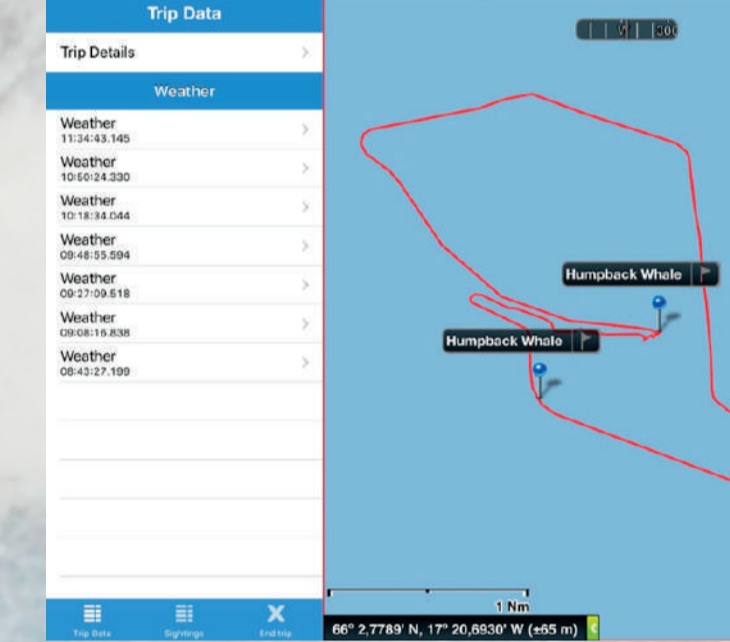 Trip Data
Trip Details
Weather
Weather
11:34:43.145
Weather
10:50:24.330
Weather
10:18:34.044
Weather
09:48:55.594
Weather
09:27:09.518
Weather
09:08:16.838
Weather
08:43:27.199
Trip Data
Sightings
End trip
W
300
Humpback Whale
Humpback Whale
1 Nm
66° 2,7789' N, 17° 20,6930' W (±65 m)